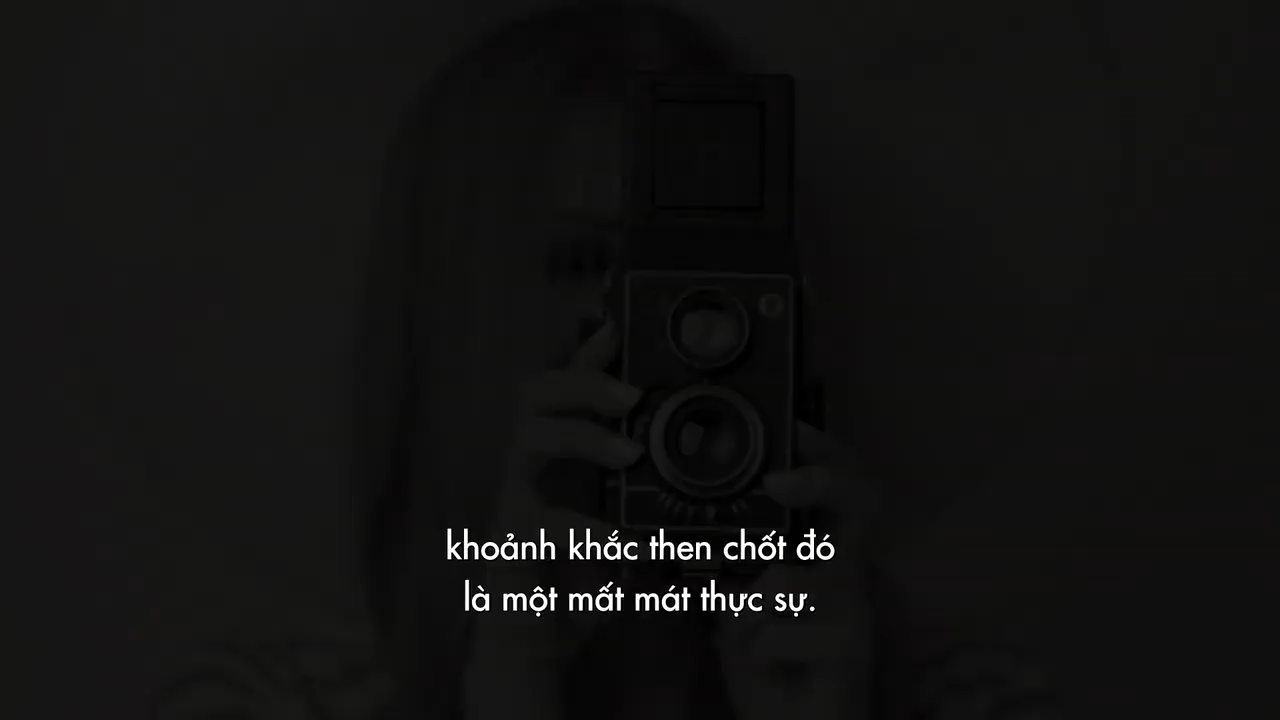 khoảnh khắc then chốt đó
là một mất mát thực sự.